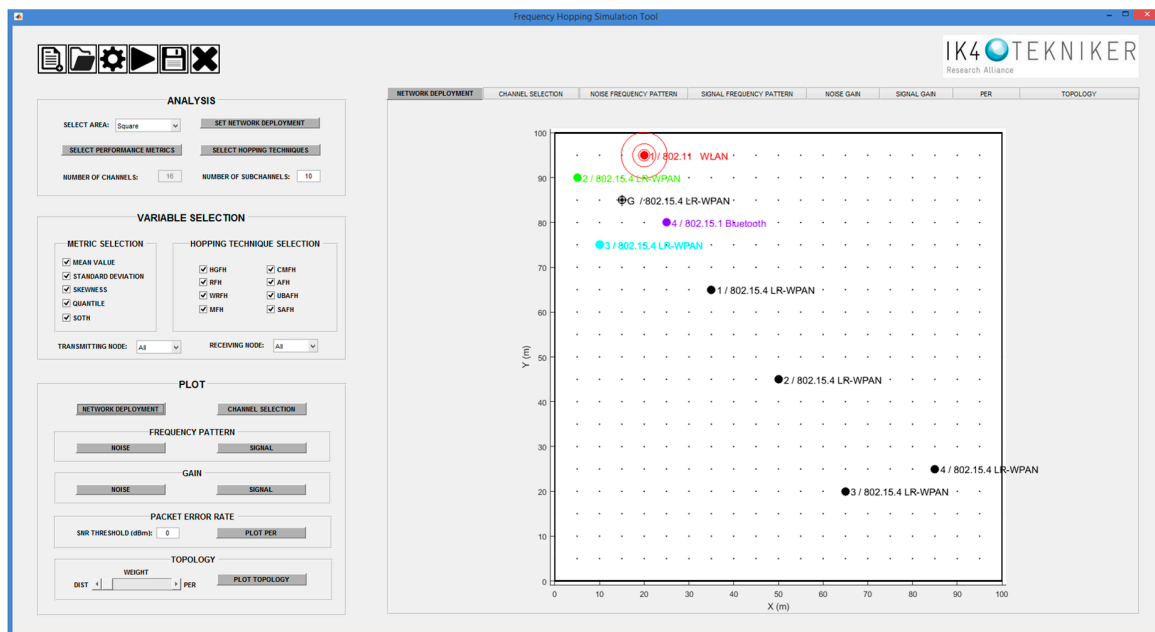 Frequency Hopping Simulation Tool
IK4 TEKNIKER
Research Alliance
ANALYSIS
SELECT AREA: Square SET NETWORK DEPLOYMENT
SELECT PERFORMANCE METRICS SELECT HOPPING TECHNIQUES
NUMBER OF CHANNELS: 16 NUMBER OF SUBCHANNELS: 10
VARIABLE SELECTION
METRIC SELECTION
MEAN VALUE
STANDARD DEVIATION
SKEWNESS
QUANTILE
SOTH
HOPPING TECHNIQUE SELECTION
HGFH CMFH
RFH AFH
WRFH UBAFH
MFH SAFH
TRANSMITTING NODE: All RECEIVING NODE: All
PLOT
NETWORK DEPLOYMENT CHANNEL SELECTION
FREQUENCY PATTERN
NOISE SIGNAL
GAIN
NOISE SIGNAL
PACKET ERROR RATE
SNR THRESHOLD (dBm): 0 PLOT PER
TOPOLOGY
WEIGHT
DIST PER PLOT TOPOLOGY
NETWORK DEPLOYMENT CHANNEL SELECTION NOISE FREQUENCY PATTERN SIGNAL FREQUENCY PATTERN NOISE GAIN SIGNAL GAIN PER TOPOLOGY
100
1 / 802.11 WLAN
90
2 / 802.15.4 LR-WPAN
G / 802.15.4 LR-WPAN
80
4 / 802.15.1 Bluetooth
3 / 802.15.4 LR-WPAN
70
1 / 802.15.4 LR-WPAN
60
50
Y (m)
2 / 802.15.4 LR-WPAN
40
30
4 / 802.15.4 LR-WPAN
20
3 / 802.15.4 LR-WPAN
10
0
0 10 20 30 40 50 60 70 80 90 100
X (m)